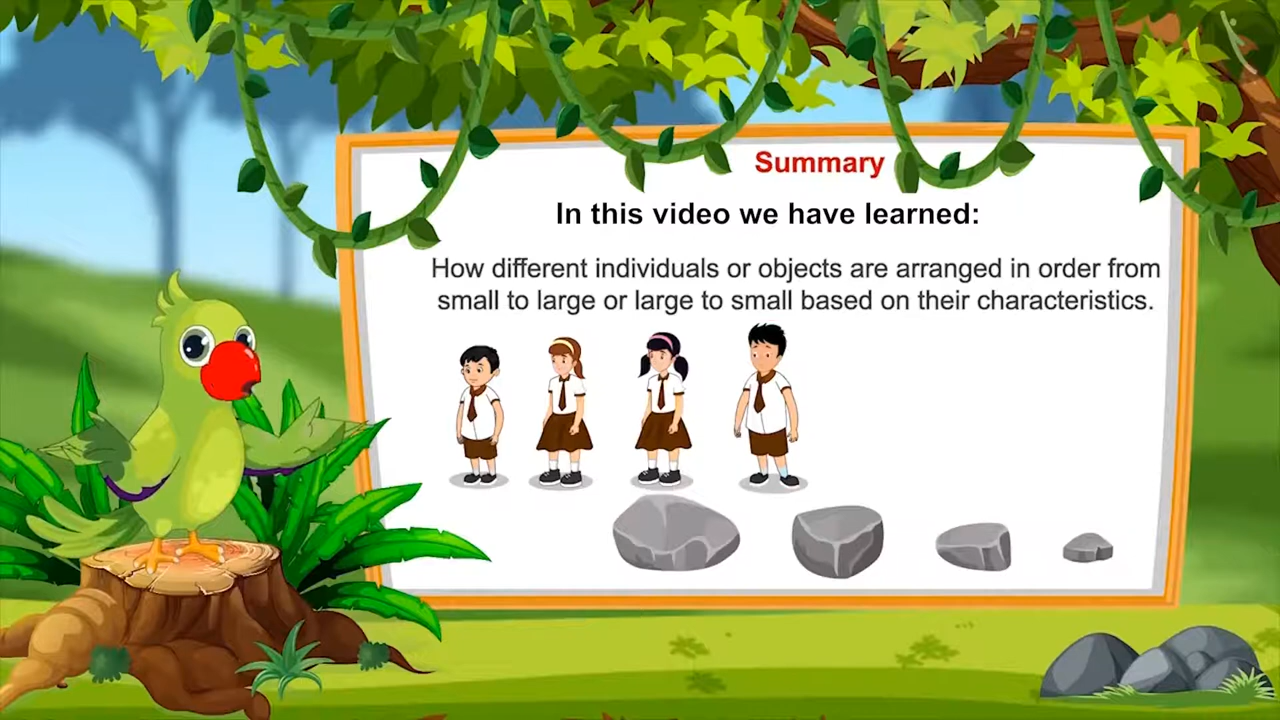 Summary
In this video we have learned:
How different individuals or objects are arranged in order from
small to large or large to small based on their characteristics.